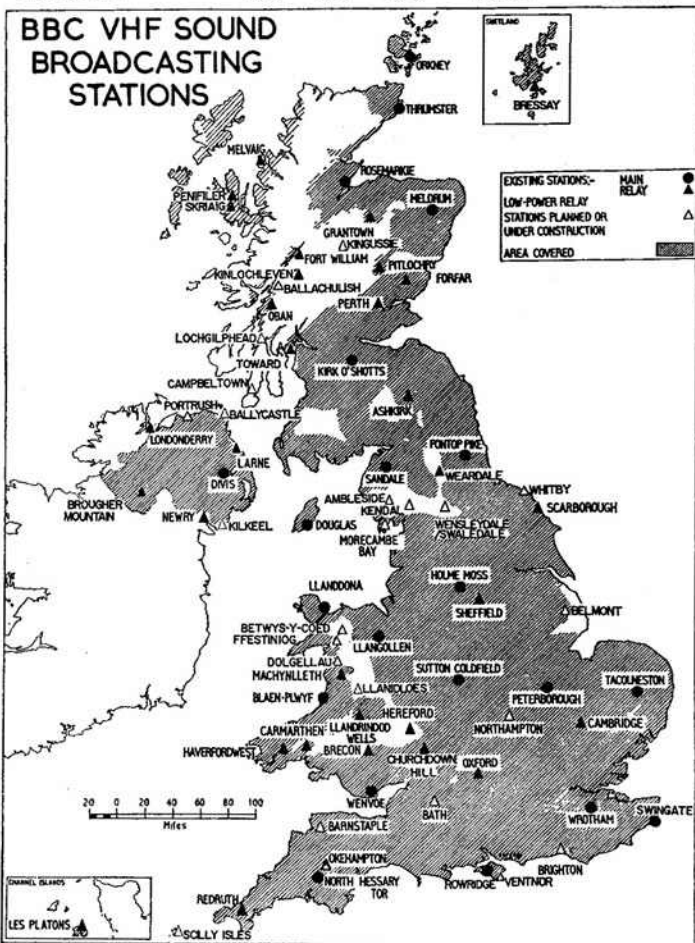 BBC VHF SOUND
BROADCASTING
STATIONS
SHETLAND
BRESSAY
ORKNEY
THRUMSTER
MELVAIG
ROSEMARKIE
EXISTING STATIONS:- MAIN
RELAY
LOW-POWER RELAY
STATIONS PLANNED OR
UNDER CONSTRUCTION
AREA COVERED
PENIFILER
SKRIAIG
MELDRUM
GRANTOWN
KINGUSSIE
FORT WILLIAM
PITLOCHRY
KINLOCHLEVEN
FORFAR
BALLACHULISH
PERTH
OBAN
LOCHGILPHEAD
TOWARD
KIRK O'SHOTTS
CAMPBELTOWN
ASHKIRK
PORTRUSH
BALLYCASTLE
LONDONDERRY
LARNE
PONTOP PIKE
SANDALE
WEARDALE
DIVIS
BROUGHER
MOUNTAIN
AMBLESIDE
WHITBY
KENDAL
SCARBOROUGH
NEWRY
KILKEEL
DOUGLAS
MORECAMBE
BAY
WENSLEYDALE
SWALEDALE
HOLME MOSS
LLANDDONA
SHEFFIELD
BELMONT
BETWYS-Y-COED
FFESTINIOG
LLANGOLLEN
DOLGELLAU
MACHYNLLETH
SUTTON COLDFIELD
TACOLNESTON
LLANIDLOES
PETERBOROUGH
BLAEN-PLWYF
HEREFORD
NORTHAMPTON
CAMBRIDGE
CARMARTHEN
LLANDRINDOD
WELLS
HAVERFORDWEST
BRECON
CHURCHDOWN
HILL
OXFORD
WENVOE
BATH
WROTHAM
SWINGATE
20 0 20 40 60 80 100
Miles
BARNSTAPLE
OKEHAMPTON
BRIGHTON
NORTH HESSARY
TOR
ROWRIDGE VENTNOR
CHANNEL ISLANDS
LES PLATONS
REDRUTH
SCILLY ISLES